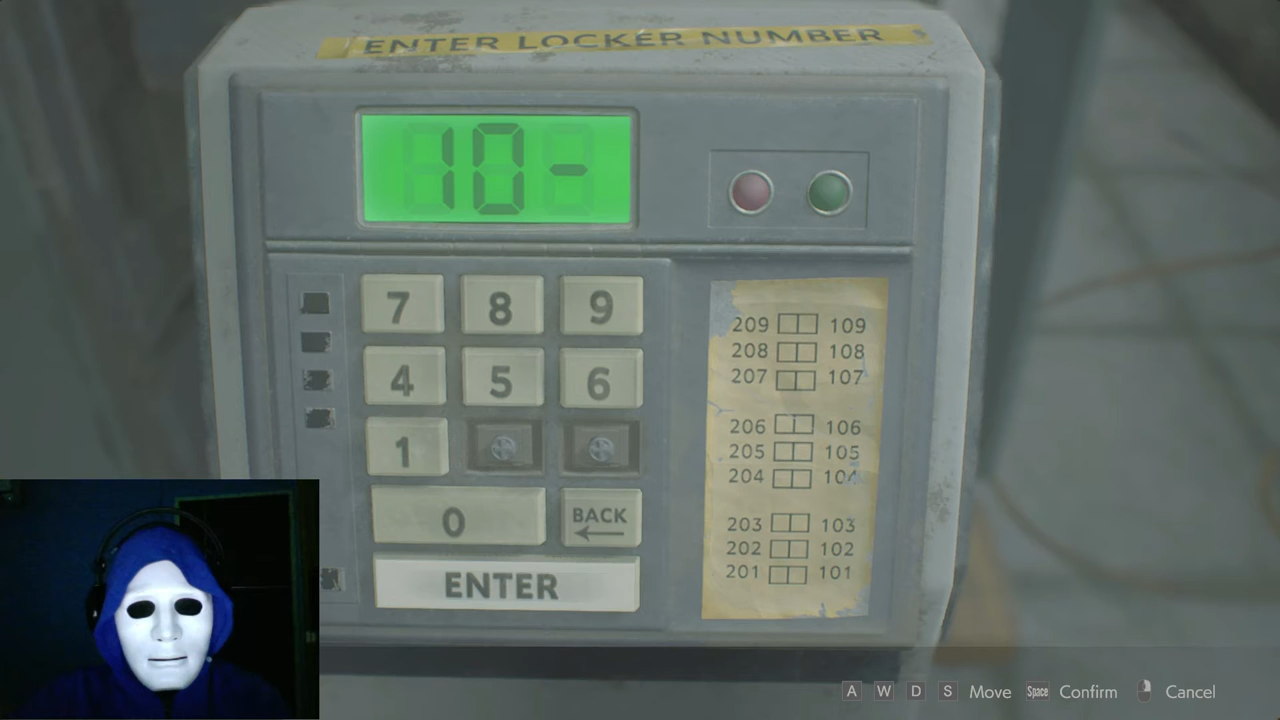 ENTER LOCKER NUMBER
10-
7 8 9
4 5 6
1
0 BACK
ENTER
209 109
208 108
207 107
206 106
205 105
204 104
203 103
202 102
201 101
A W D S Move Space Confirm Cancel